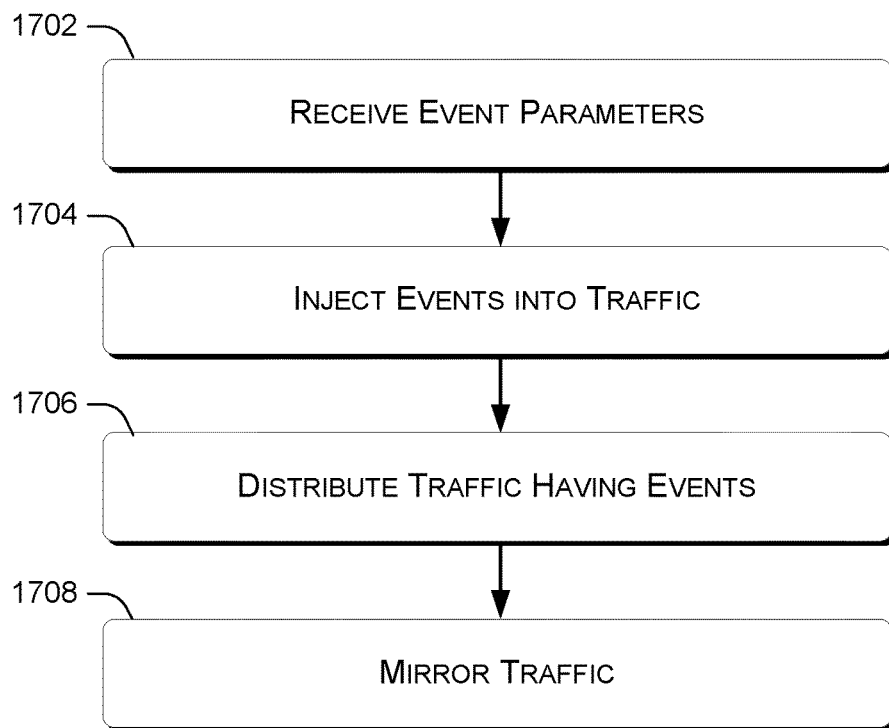 1702
RECEIVE EVENT PARAMETERS
1704
INJECT EVENTS INTO TRAFFIC
1706
DISTRIBUTE TRAFFIC HAVING EVENTS
1708
MIRROR TRAFFIC